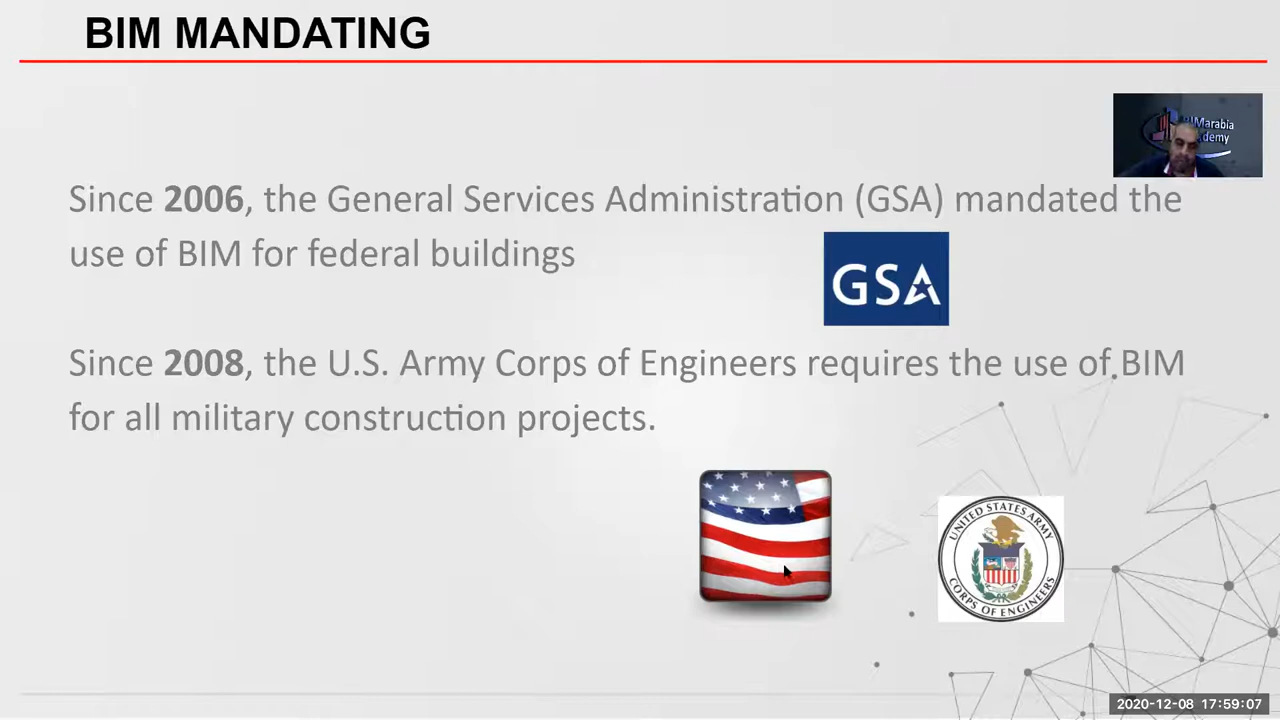 BIM MANDATING
BIMarabia
Academy
Since 2006, the General Services Administration (GSA) mandated the
use of BIM for federal buildings
GSA
Since 2008, the U.S. Army Corps of Engineers requires the use of BIM
for all military construction projects.
UNITED STATES ARMY
CORPS OF ENGINEERS
2020-12-08 17:59:07